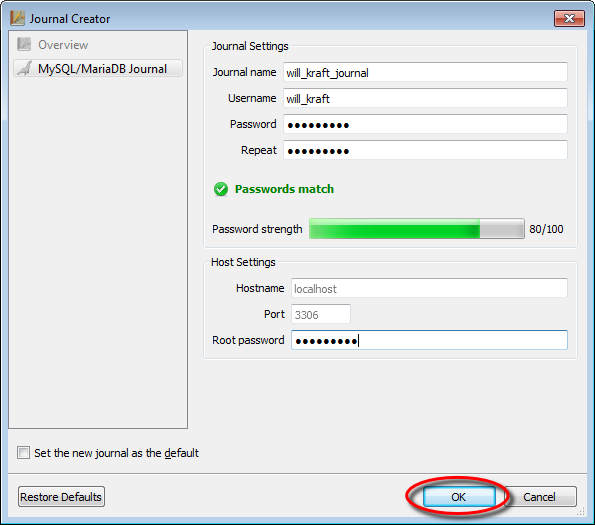 Journal Creator
Overview
MySQL/MariaDB Journal
Journal Settings
Journal name will_kraft_journal
Username will_kraft
Password ●●●●●●●●●
Repeat ●●●●●●●●●
Passwords match
Password strength 80/100
Host Settings
Hostname localhost
Port 3306
Root password ●●●●●●●●●
Set the new journal as the default
Restore Defaults OK Cancel